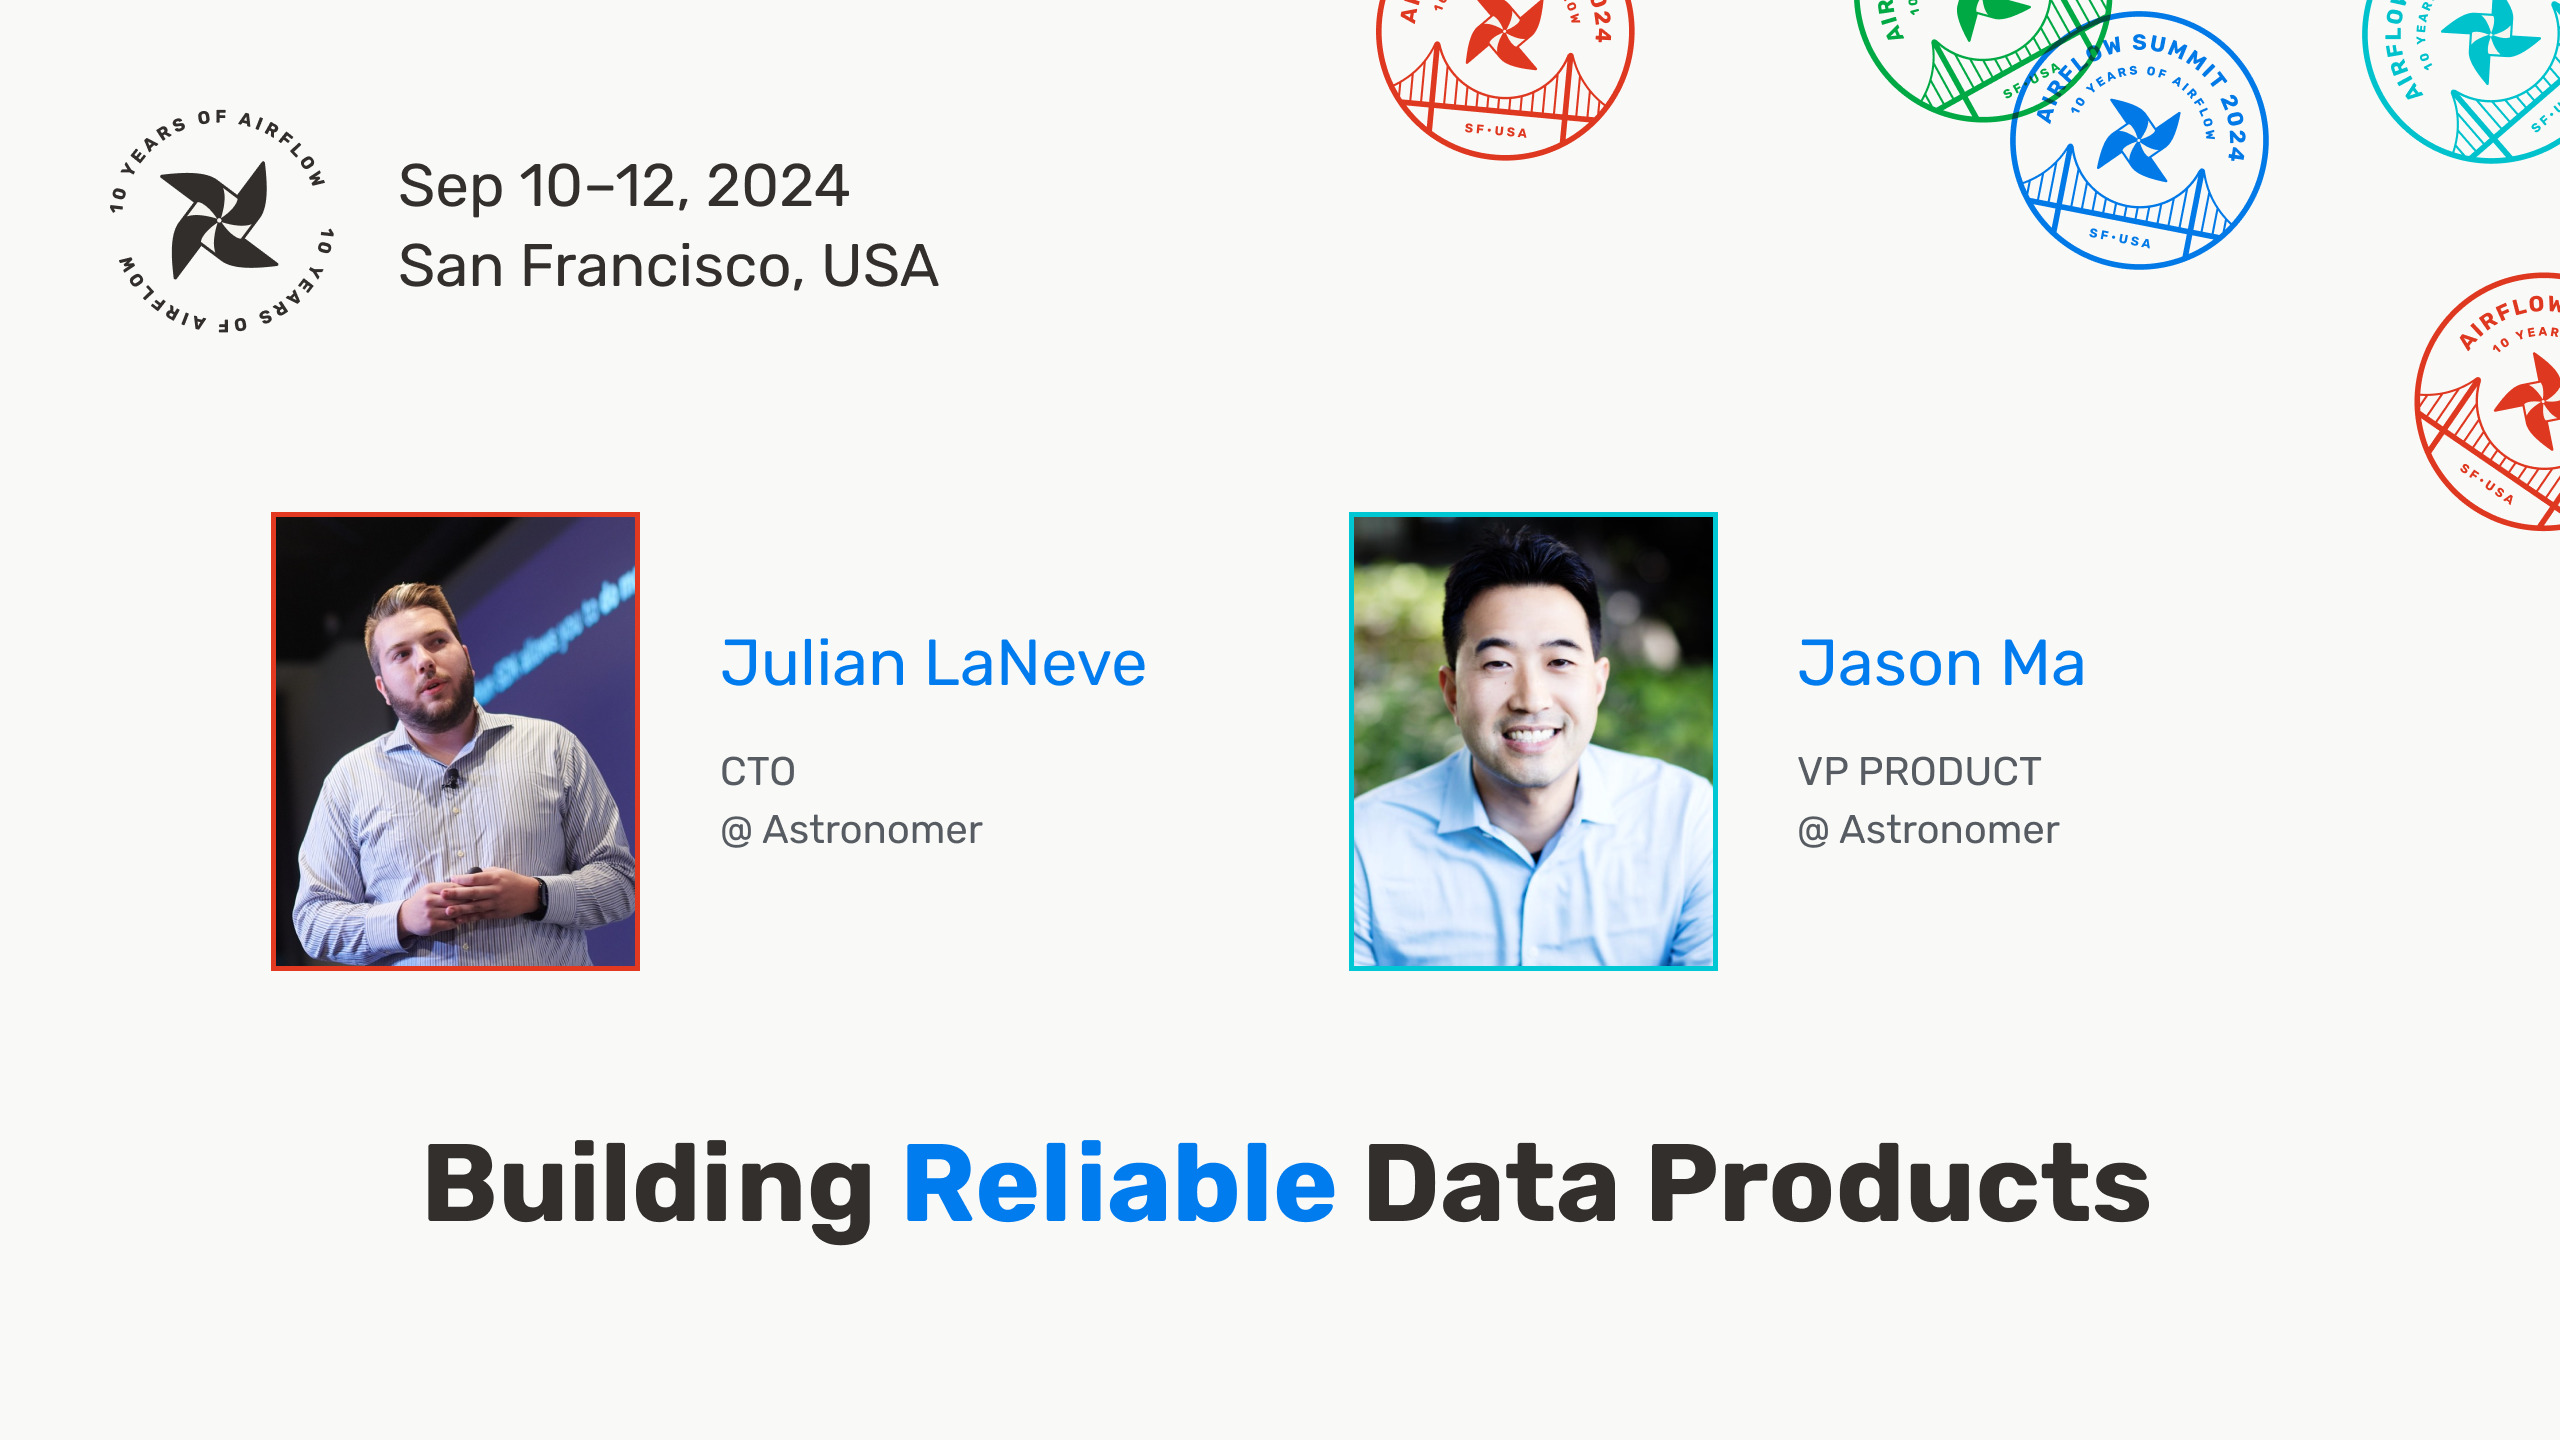 10 YEARS OF AIRFLOW
10 YEARS OF AIRFLOW
Sep 10–12, 2024
San Francisco, USA
SF·USA
SF·USA
AIRFLOW SUMMIT 2024
10 YEARS OF AIRFLOW
SF·USA
AIRFLOW
10 YEARS
AIRFLOW
SF·USA
Julian LaNeve
CTO
@ Astronomer
Jason Ma
VP PRODUCT
@ Astronomer
Building Reliable Data Products